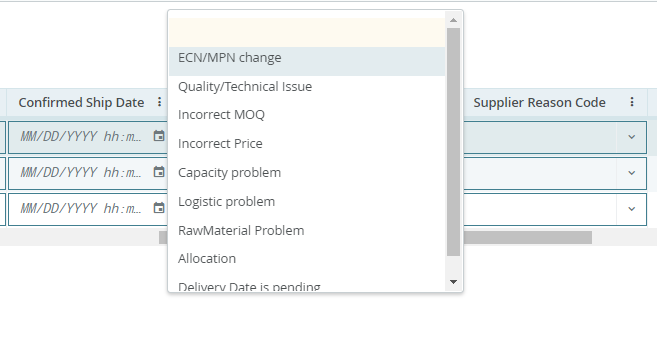 Confirmed Ship Date
Supplier Reason Code
MM/DD/YYYY hh:m...
MM/DD/YYYY hh:m...
MM/DD/YYYY hh:m...
ECN/MPN change
Quality/Technical Issue
Incorrect MOQ
Incorrect Price
Capacity problem
Logistic problem
RawMaterial Problem
Allocation
Delivery Date is pending